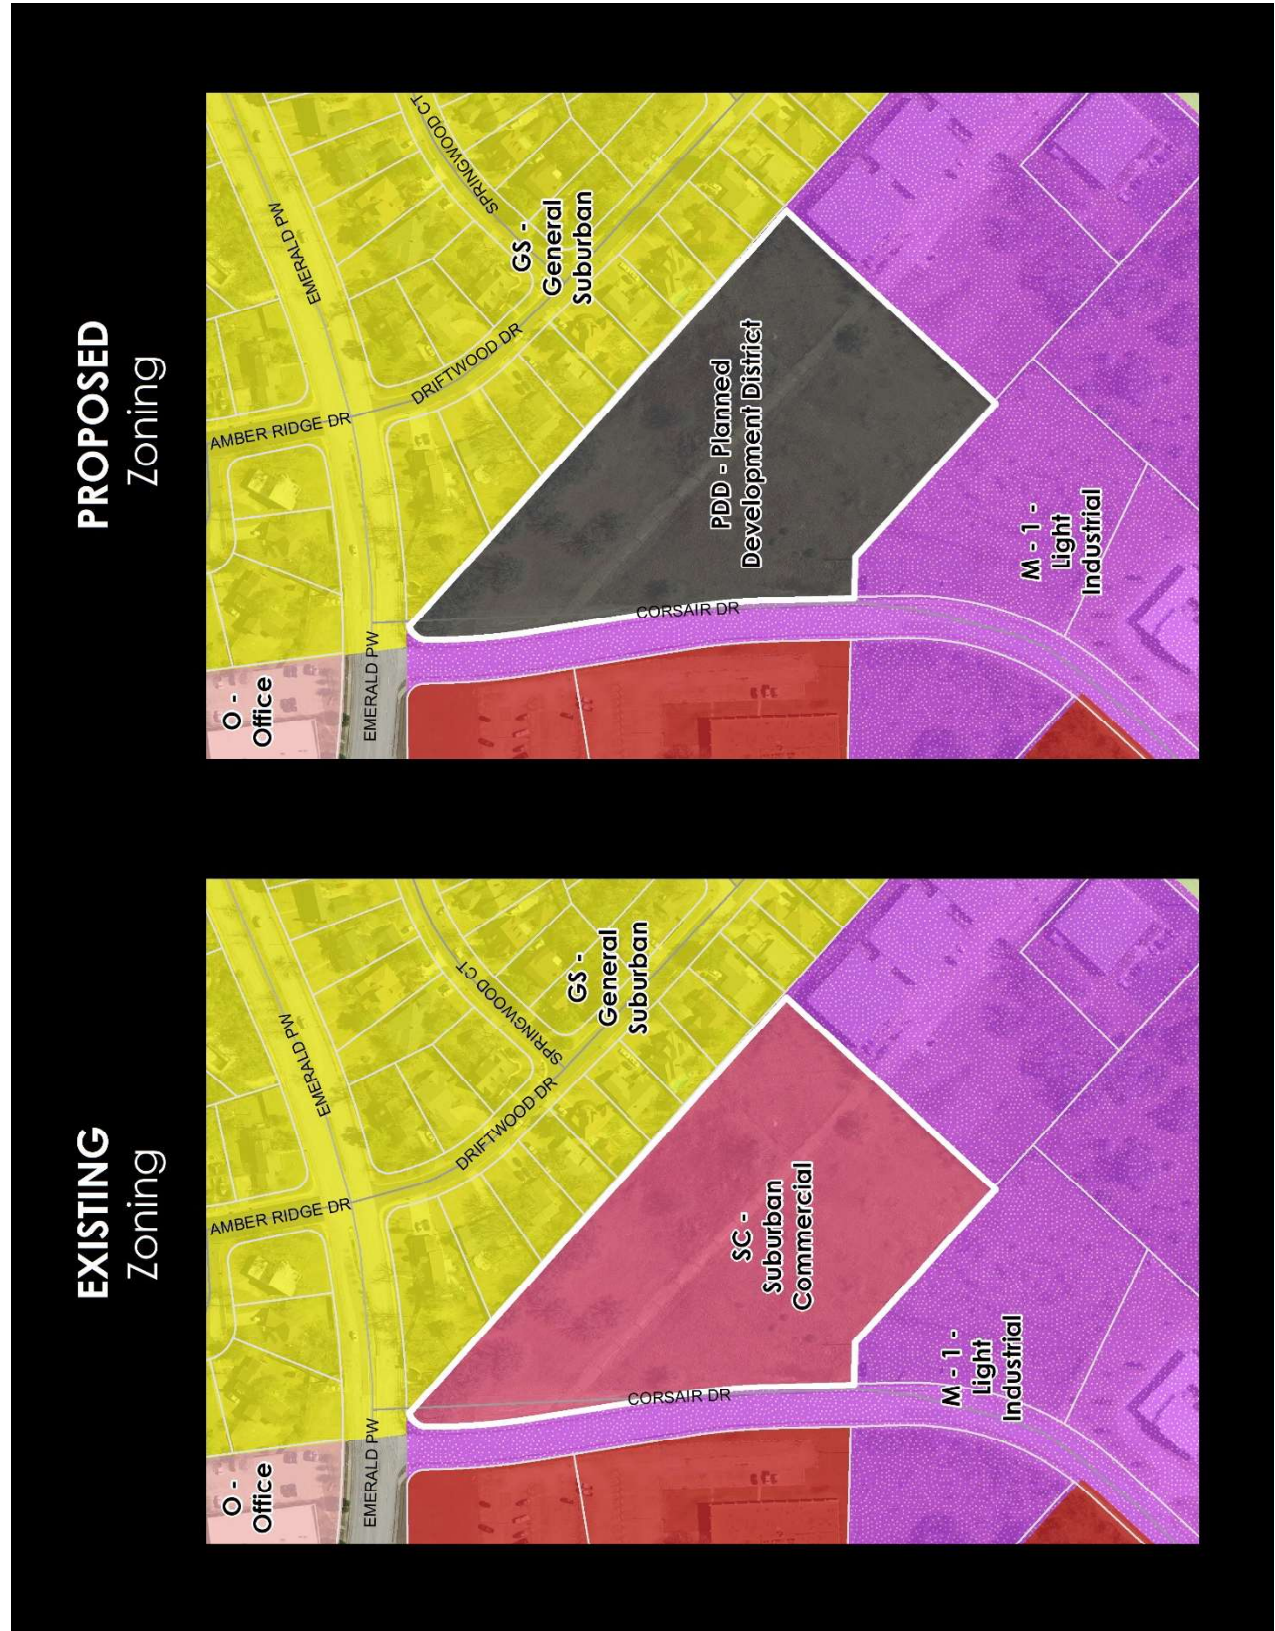 EXISTING
Zoning
O -
Office
AMBER RIDGE DR
EMERALD PW
EMERALD PW
SPRINGWOOD CT
DRIFTWOOD DR
GS -
General
Suburban
CORSAIR DR
SC -
Suburban
Commercial
M - 1 -
Light
Industrial
PROPOSED
Zoning
O -
Office
AMBER RIDGE DR
EMERALD PW
EMERALD PW
SPRINGWOOD CT
DRIFTWOOD DR
GS -
General
Suburban
CORSAIR DR
PDD - Planned
Development District
M - 1 -
Light
Industrial